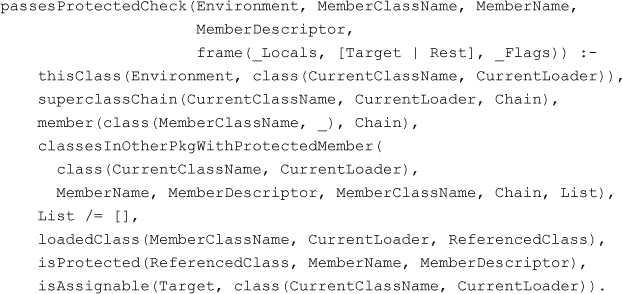 passesProtectedCheck(Environment, MemberClassName, MemberName,
                     MemberDescriptor,
                     frame(_Locals, [Target | Rest], _Flags)) :-
    thisClass(Environment, class(CurrentClassName, CurrentLoader)),
    superclassChain(CurrentClassName, CurrentLoader, Chain),
    member(class(MemberClassName, _), Chain),
    classesInOtherPkgWithProtectedMember(
      class(CurrentClassName, CurrentLoader),
      MemberName, MemberDescriptor, MemberClassName, Chain, List),
    List /= [],
    loadedClass(MemberClassName, CurrentLoader, ReferencedClass),
    isProtected(ReferencedClass, MemberName, MemberDescriptor),
    isAssignable(Target, class(CurrentClassName, CurrentLoader)).